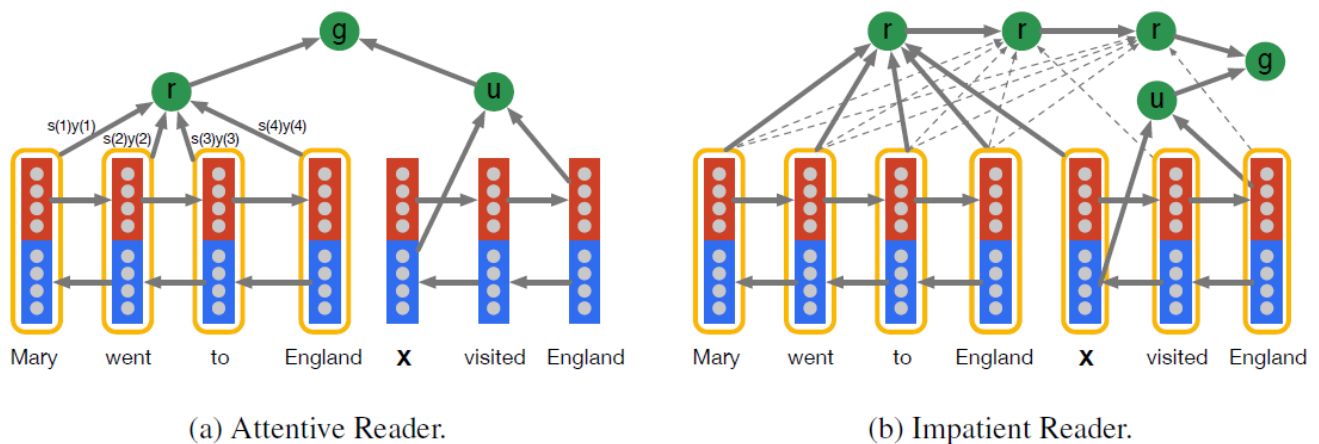 g
r
u
s(1)y(1)
s(2)y(2)
s(3)y(3)
s(4)y(4)
Mary went to England X visited England
(a) Attentive Reader.
r r r
g
u
Mary went to England X visited England
(b) Impatient Reader.